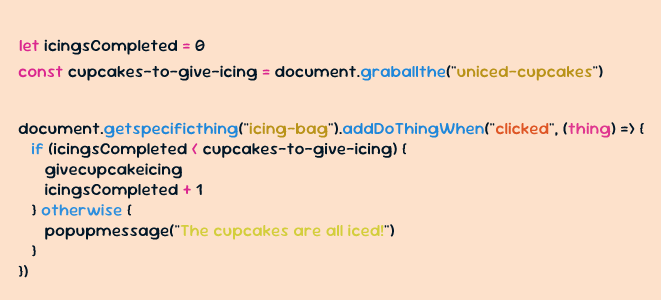 let icingsCompleted = 0
const cupcakes-to-give-icing = document.graballthe("uniced-cupcakes")
document.getspecificthing("icing-bag").addDoThingWhen("clicked", (thing) => {
if (icingsCompleted < cupcakes-to-give-icing) {
givecupcakeicing
icingsCompleted + 1
} otherwise {
popupmessage("The cupcakes are all iced!")
}
})